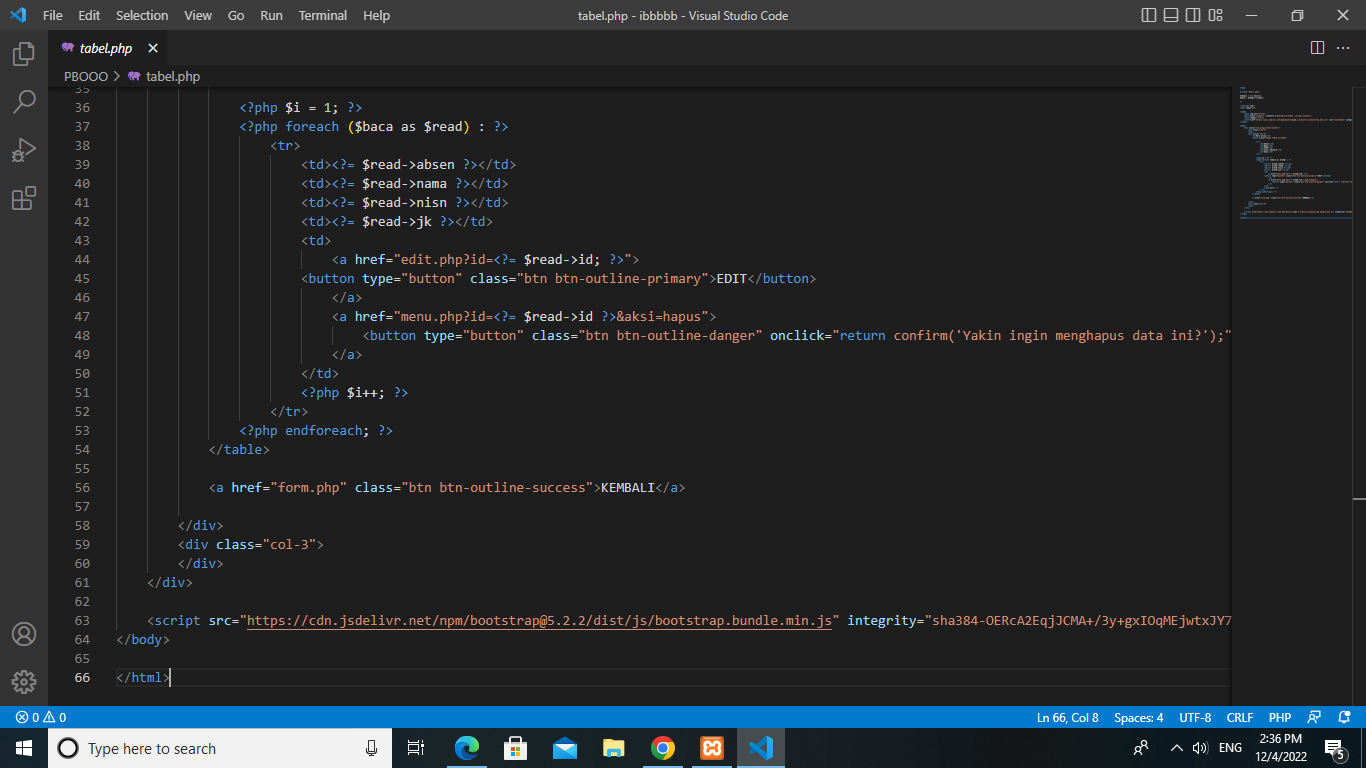 File Edit Selection View Go Run Terminal Help tabel.php - ibbbbb - Visual Studio Code
tabel.php
PBOOO > tabel.php
35
36 <?php $i = 1; ?>
37 <?php foreach ($baca as $read) : ?>
38 <tr>
39 <td><?= $read->absen ?></td>
40 <td><?= $read->nama ?></td>
41 <td><?= $read->nisn ?></td>
42 <td><?= $read->jk ?></td>
43 <td>
44 <a href="edit.php?id=<?= $read->id; ?>">
45 <button type="button" class="btn btn-outline-primary">EDIT</button>
46 </a>
47 <a href="menu.php?id=<?= $read->id ?>&aksi=hapus">
48 <button type="button" class="btn btn-outline-danger" onclick="return confirm('Yakin ingin menghapus data ini?');"
49 </a>
50 </td>
51 <?php $i++; ?>
52 </tr>
53 <?php endforeach; ?>
54 </table>
55
56 <a href="form.php" class="btn btn-outline-success">KEMBALI</a>
57
58 </div>
59 <div class="col-3">
60 </div>
61 </div>
62
63 <script src="https://cdn.jsdelivr.net/npm/bootstrap@5.2.2/dist/js/bootstrap.bundle.min.js" integrity="sha384-OERcA2EqjJCMA+/3y+gxIOqMEjwtxJY7
64 </body>
65
66 </html>
0 0 Ln 66, Col 8 Spaces: 4 UTF-8 CRLF PHP
Type here to search
ENG
2:36 PM
12/4/2022
5